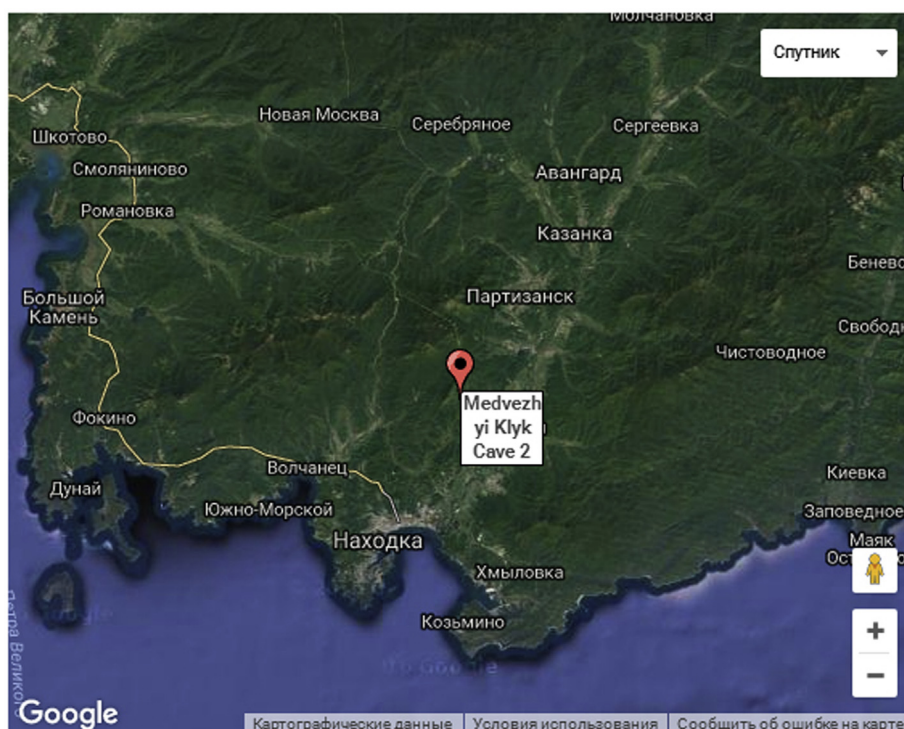 Молчановка
Спутник
Новая Москва
Серебряное
Сергеевка
Шкотово
Смоляниново
Авангард
Романовка
Казанка
Большой
Камень
Партизанск
Чистоводное
Medvezh
yi Klyk
Cave 2
Фокино
Волчанец
Киевка
Дунай
Южно-Морской
Заповедное
Находка
Маяк
Хмыловка
Козьмино
Google
Картографические данные
Условия использования
Сообщить об ошибке на карте